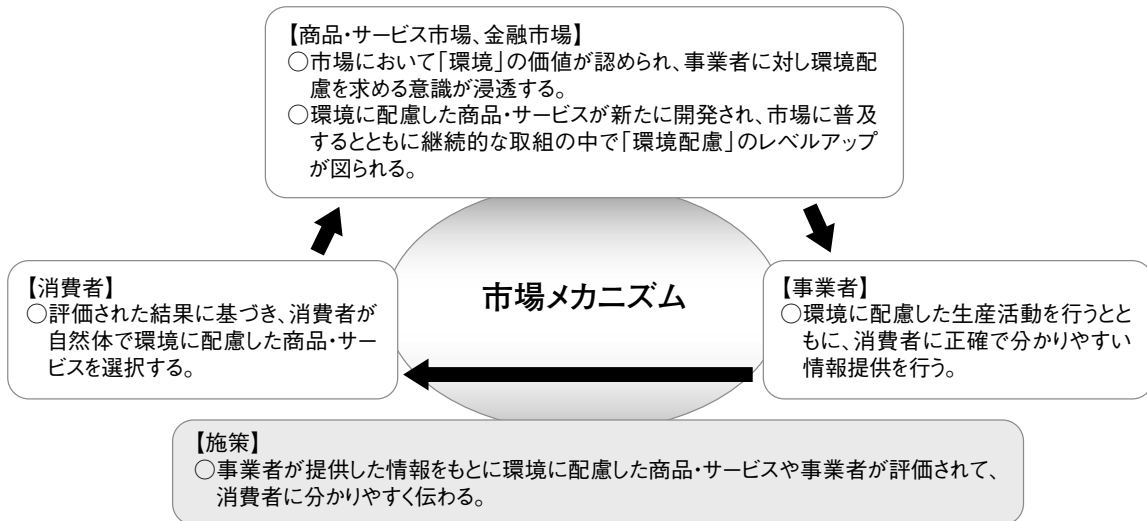 【商品・サービス市場、金融市場】
○市場において「環境」の価値が認められ、事業者に対し環境配
慮を求める意識が浸透する。
○環境に配慮した商品・サービスが新たに開発され、市場に普及
するとともに継続的な取組の中で「環境配慮」のレベルアップ
が図られる。
【消費者】
○評価された結果に基づき、消費者が
自然体で環境に配慮した商品・サー
ビスを選択する。
市場メカニズム
【事業者】
○環境に配慮した生産活動を行うとと
もに、消費者に正確で分かりやすい
情報提供を行う。
【施策】
○事業者が提供した情報をもとに環境に配慮した商品・サービスや事業者が評価されて、
消費者に分かりやすく伝わる。